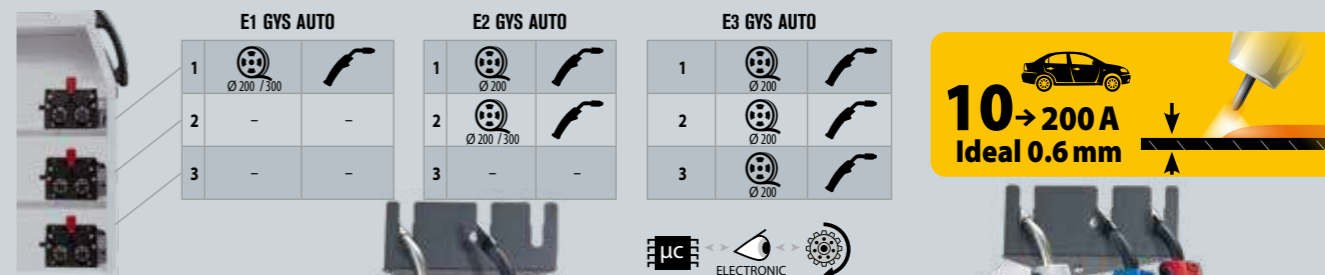 E1 GYS AUTO
1 Ø 200 / 300
2 – –
3 – –
E2 GYS AUTO
1 Ø 200
2 Ø 200 / 300
3 – –
E3 GYS AUTO
1 Ø 200
2 Ø 200
3 Ø 200
µc
ELECTRONIC
10→200 A
Ideal 0.6 mm